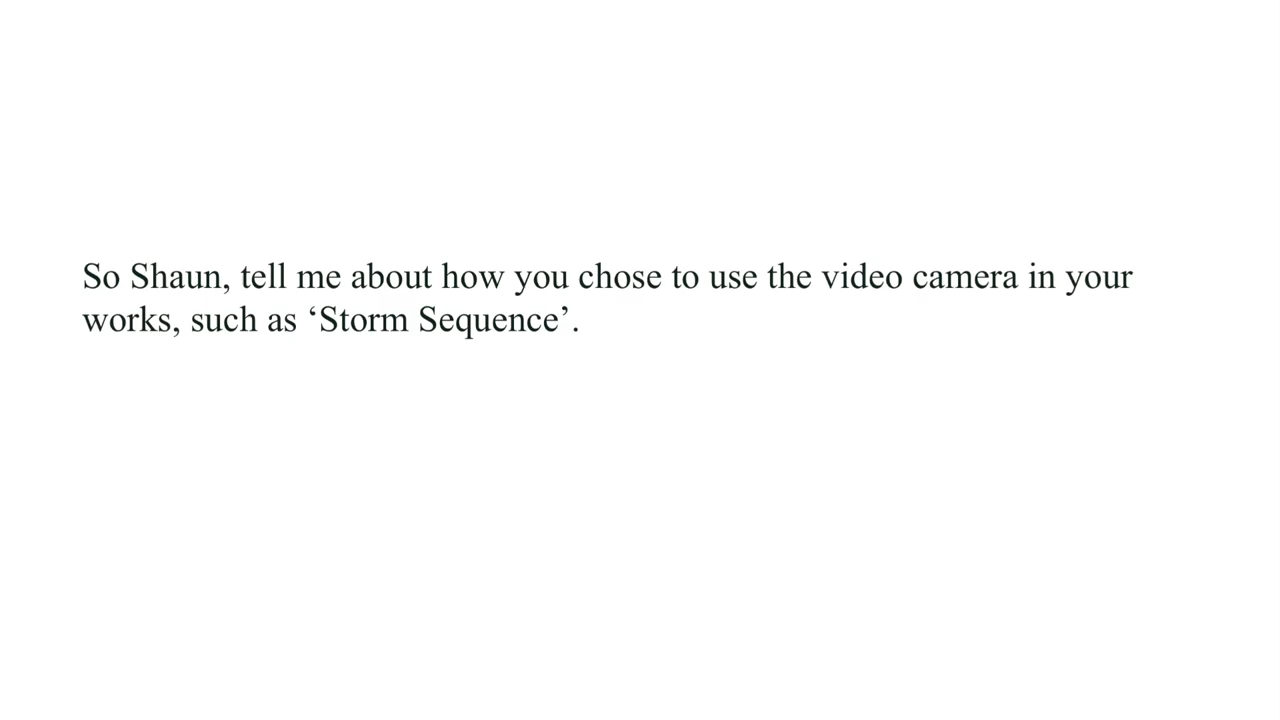 So Shaun, tell me about how you chose to use the video camera in your
works, such as ‘Storm Sequence’.